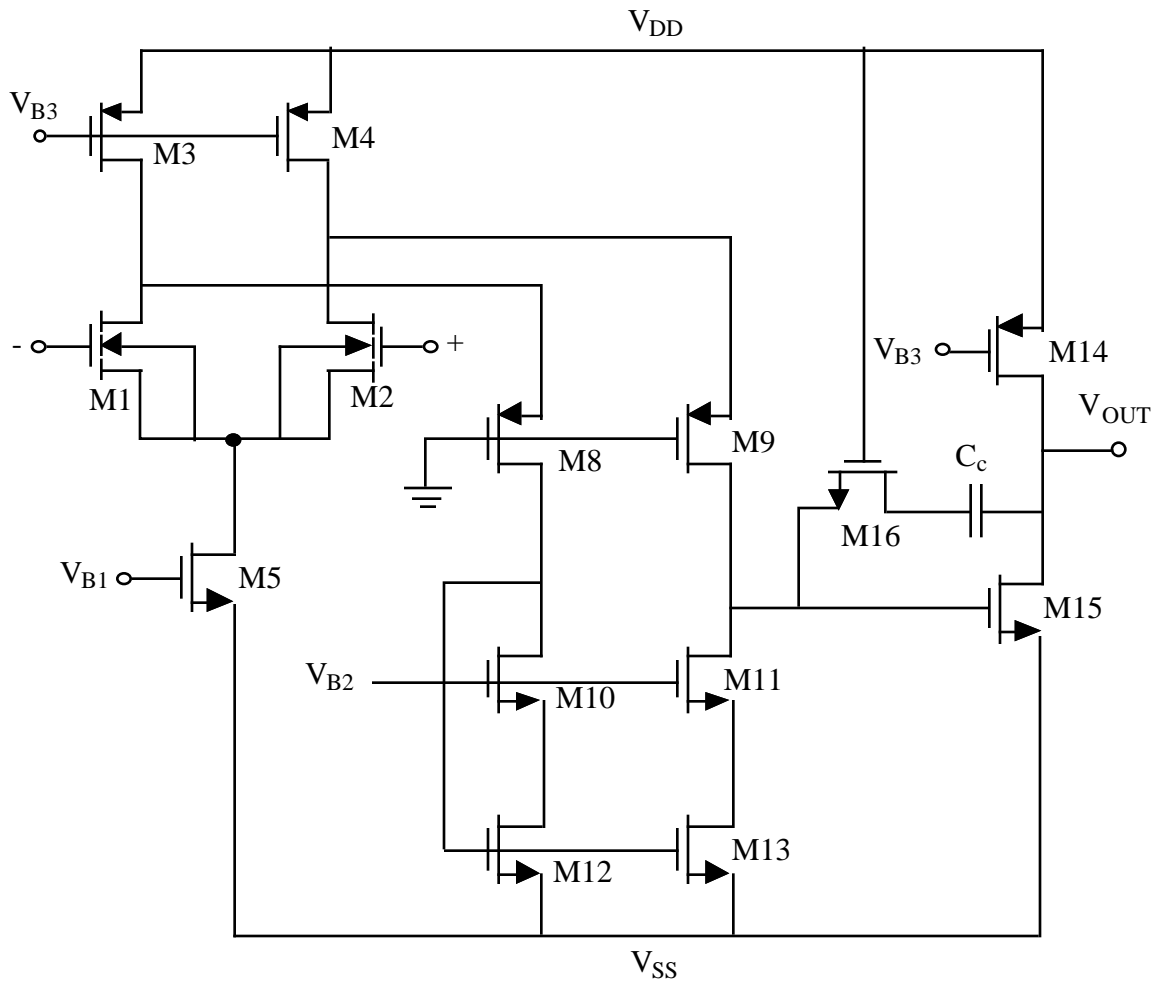 V_DD
V_B3
M3
M4
-
+
M1
M2
V_B3
M14
V_OUT
M8
M9
C_c
M16
V_B1
M5
M15
V_B2
M10
M11
M12
M13
V_SS